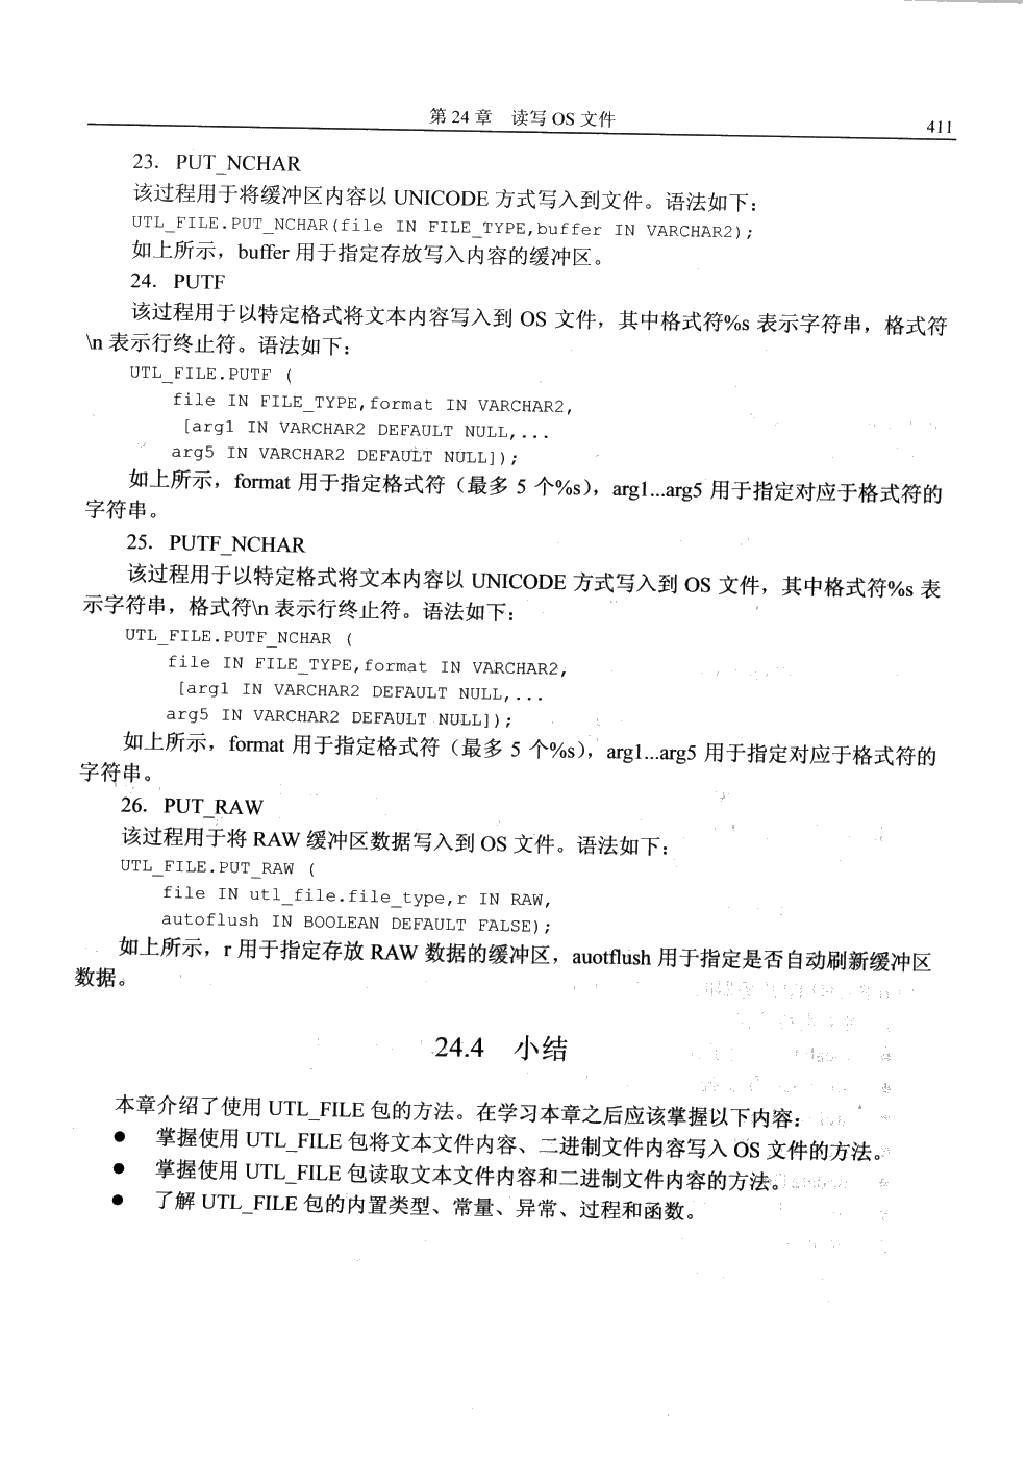 第 24 章 读写 OS 文件 411
23．PUT_NCHAR
该过程用于将缓冲区内容以 UNICODE 方式写入到文件。语法如下：
UTL_FILE.PUT_NCHAR(file IN FILE_TYPE,buffer IN VARCHAR2);
如上所示，buffer 用于指定存放写入内容的缓冲区。
24．PUTF
该过程用于以特定格式将文本内容写入到 OS 文件，其中格式符%s 表示字符串，格式符
\n 表示行终止符。语法如下：
UTL_FILE.PUTF (
file IN FILE_TYPE,format IN VARCHAR2,
[arg1 IN VARCHAR2 DEFAULT NULL,...
arg5 IN VARCHAR2 DEFAULT NULL]);
如上所示，format 用于指定格式符（最多 5 个%s），arg1...arg5 用于指定对应于格式符的
字符串。
25．PUTF_NCHAR
该过程用于以特定格式将文本内容以 UNICODE 方式写入到 OS 文件，其中格式符%s 表
示字符串，格式符\n 表示行终止符。语法如下：
UTL_FILE.PUTF_NCHAR (
file IN FILE_TYPE,format IN VARCHAR2,
[arg1 IN VARCHAR2 DEFAULT NULL,...
arg5 IN VARCHAR2 DEFAULT NULL]);
如上所示，format 用于指定格式符（最多 5 个%s），arg1...arg5 用于指定对应于格式符的
字符串。
26．PUT_RAW
该过程用于将 RAW 缓冲区数据写入到 OS 文件。语法如下：
UTL_FILE.PUT_RAW (
file IN utl_file.file_type,r IN RAW,
autoflush IN BOOLEAN DEFAULT FALSE);
如上所示，r 用于指定存放 RAW 数据的缓冲区，auotflush 用于指定是否自动刷新缓冲区
数据。
24.4 小结
本章介绍了使用 UTL_FILE 包的方法。在学习本章之后应该掌握以下内容：
● 掌握使用 UTL_FILE 包将文本文件内容、二进制文件内容写入 OS 文件的方法。
● 掌握使用 UTL_FILE 包读取文本文件内容和二进制文件内容的方法。
● 了解 UTL_FILE 包的内置类型、常量、异常、过程和函数。